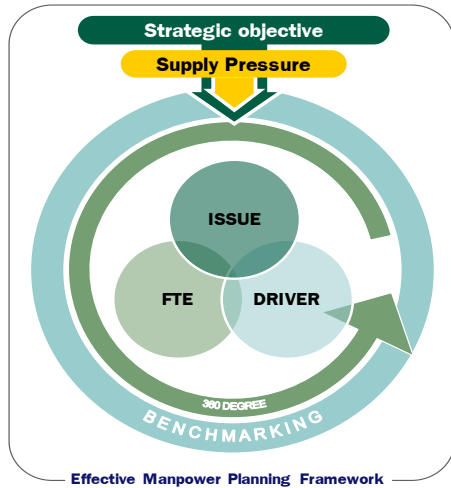 Strategic objective
Supply Pressure
ISSUE
FTE
DRIVER
360 DEGREE
BENCHMARKING
Effective Manpower Planning Framework